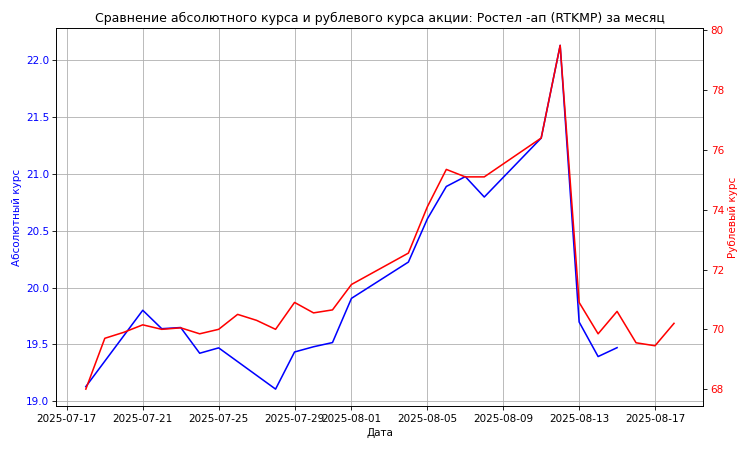 Сравнение абсолютного курса и рублевого курса акции: Ростел -ап (RTKMP) за месяц
Абсолютный курс
22.0
21.5
21.0
20.5
20.0
19.5
19.0
80
78
76
74
72
70
68
Рублевый курс
2025-07-17 2025-07-21 2025-07-25 2025-07-29 2025-08-01 2025-08-05 2025-08-09 2025-08-13 2025-08-17
Дата